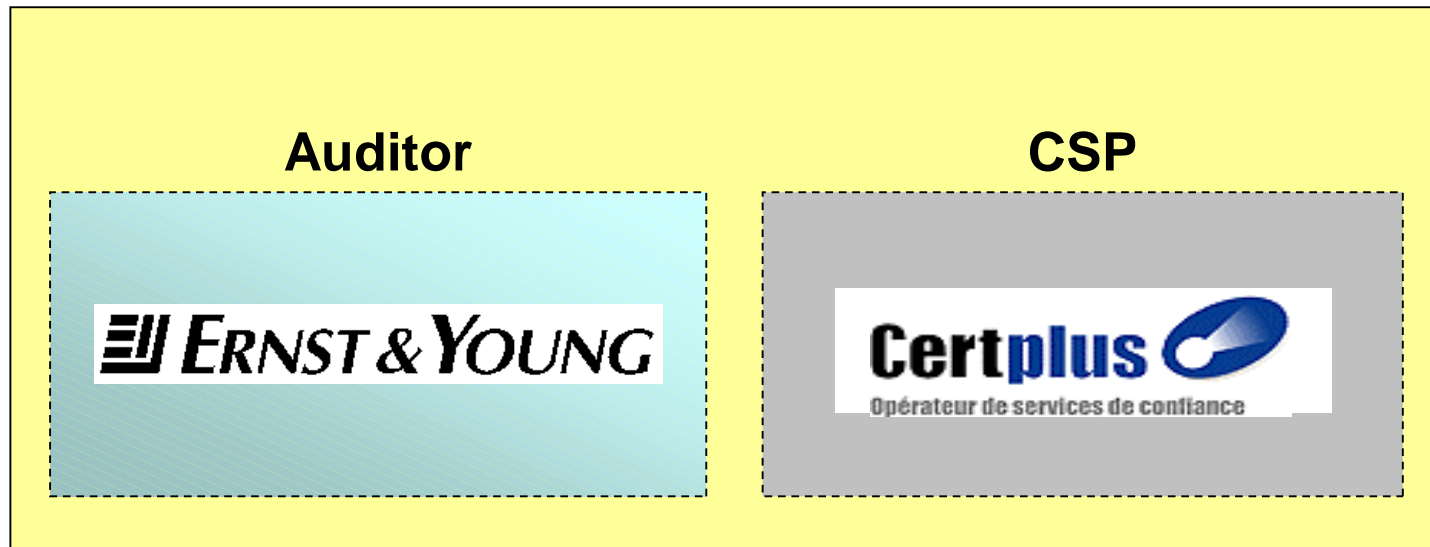 Auditor
CSP
ERNST & YOUNG
Certplus
Opérateur de services de confiance